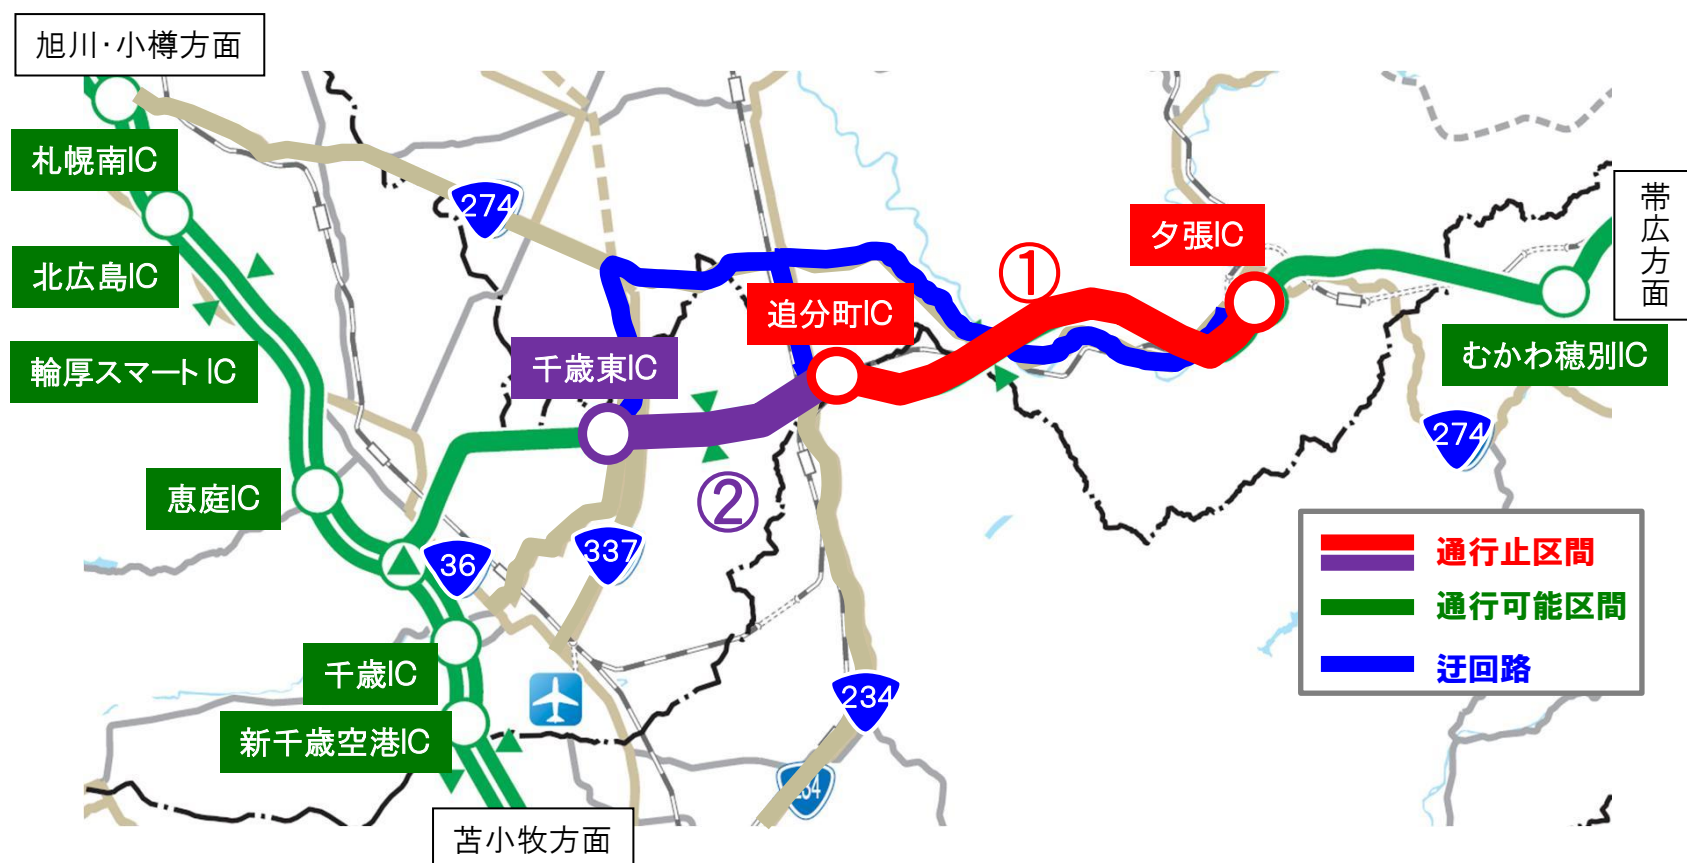 旭川・小樽方面
札幌南IC
274
夕張IC
帯広方面
北広島IC
①
追分町IC
輪厚スマートIC
千歳東IC
むかわ穂別IC
274
恵庭IC
②
36
337
通行止区間
通行可能区間
迂回路
千歳IC
234
新千歳空港IC
234
苫小牧方面